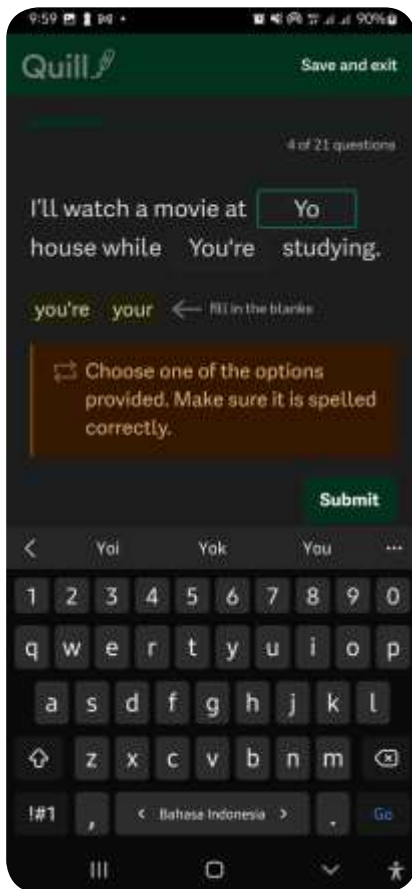 9:59
90%
Quill
Save and exit
4 of 21 questions
I'll watch a movie at Yo
house while You're studying.
you're your fill in the blanks
Choose one of the options
provided. Make sure it is spelled
correctly.
Submit
Yoi Yok You ...
1 2 3 4 5 6 7 8 9 0
q w e r t y u i o p
a s d f g h j k l
z x c v b n m
!#1 , < Bahasa Indonesia > . Go